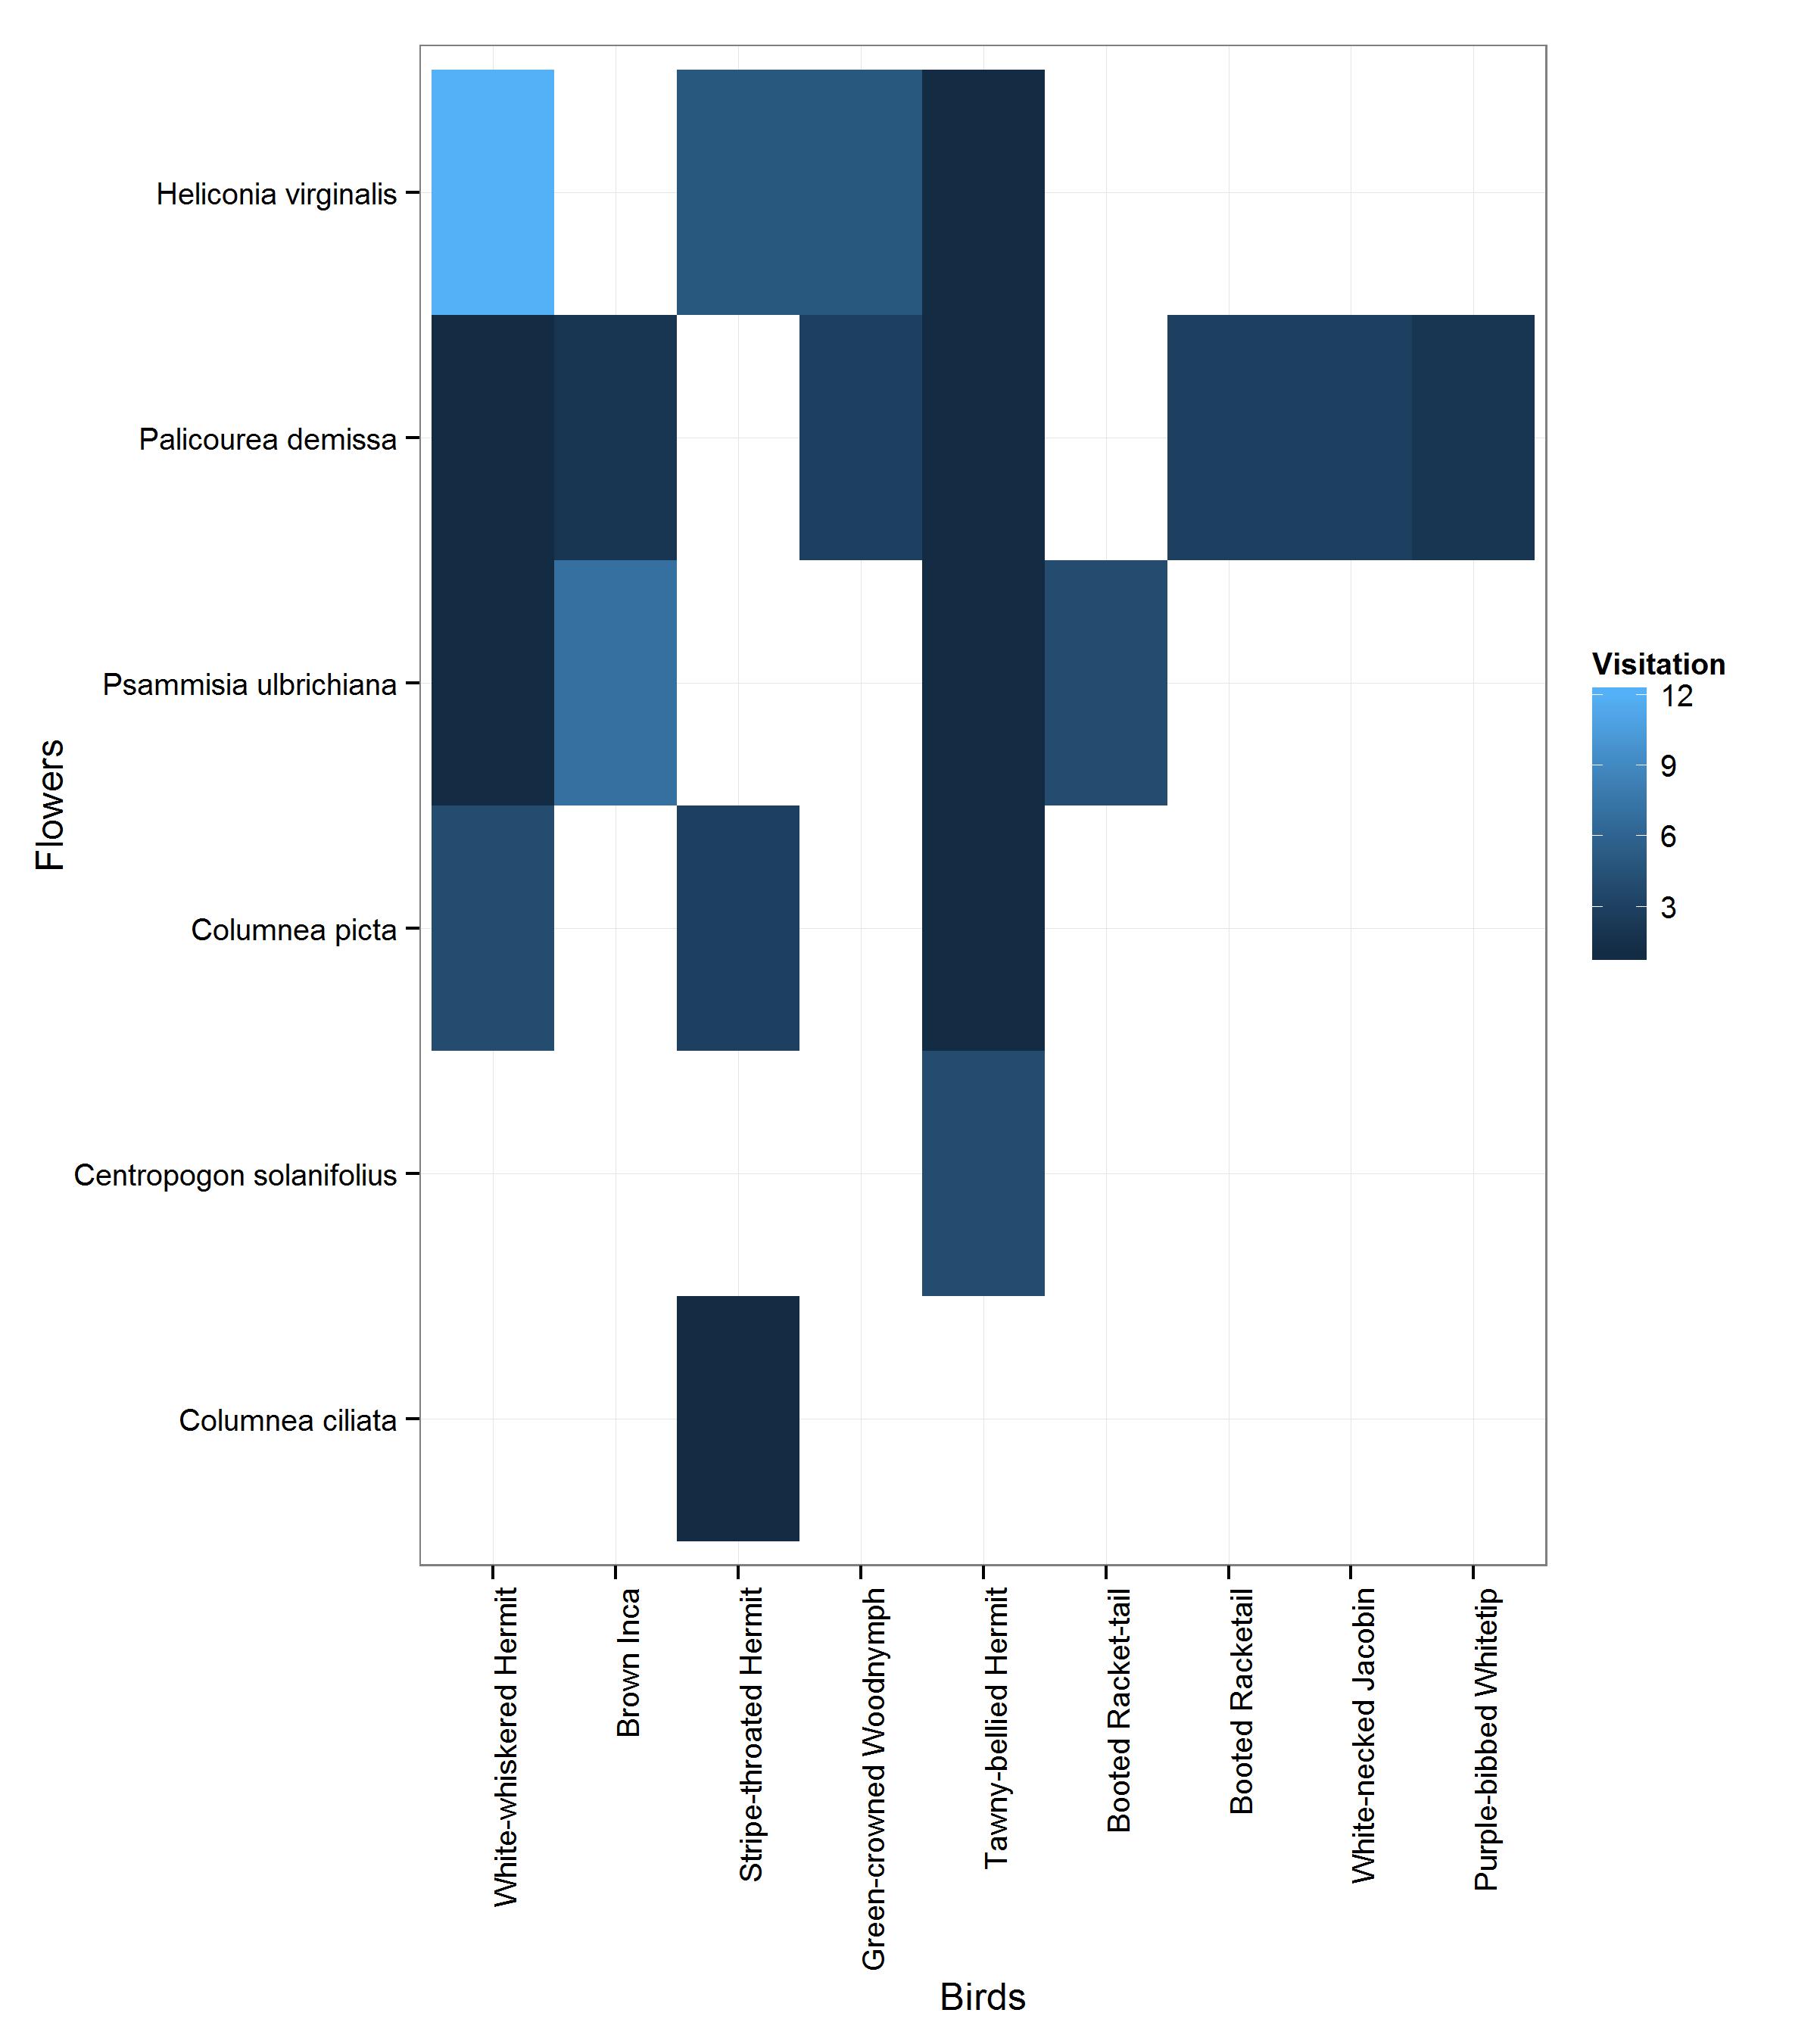 Heliconia virginalis
Palicourea demissa
Psammisia ulbrichiana
Columnea picta
Centropogon solanifolius
Columnea ciliata
Flowers
White-whiskered Hermit
Brown Inca
Stripe-throated Hermit
Green-crowned Woodnymph
Tawny-bellied Hermit
Booted Racket-tail
Booted Racketail
White-necked Jacobin
Purple-bibbed Whitetip
Birds
Visitation
12
9
6
3